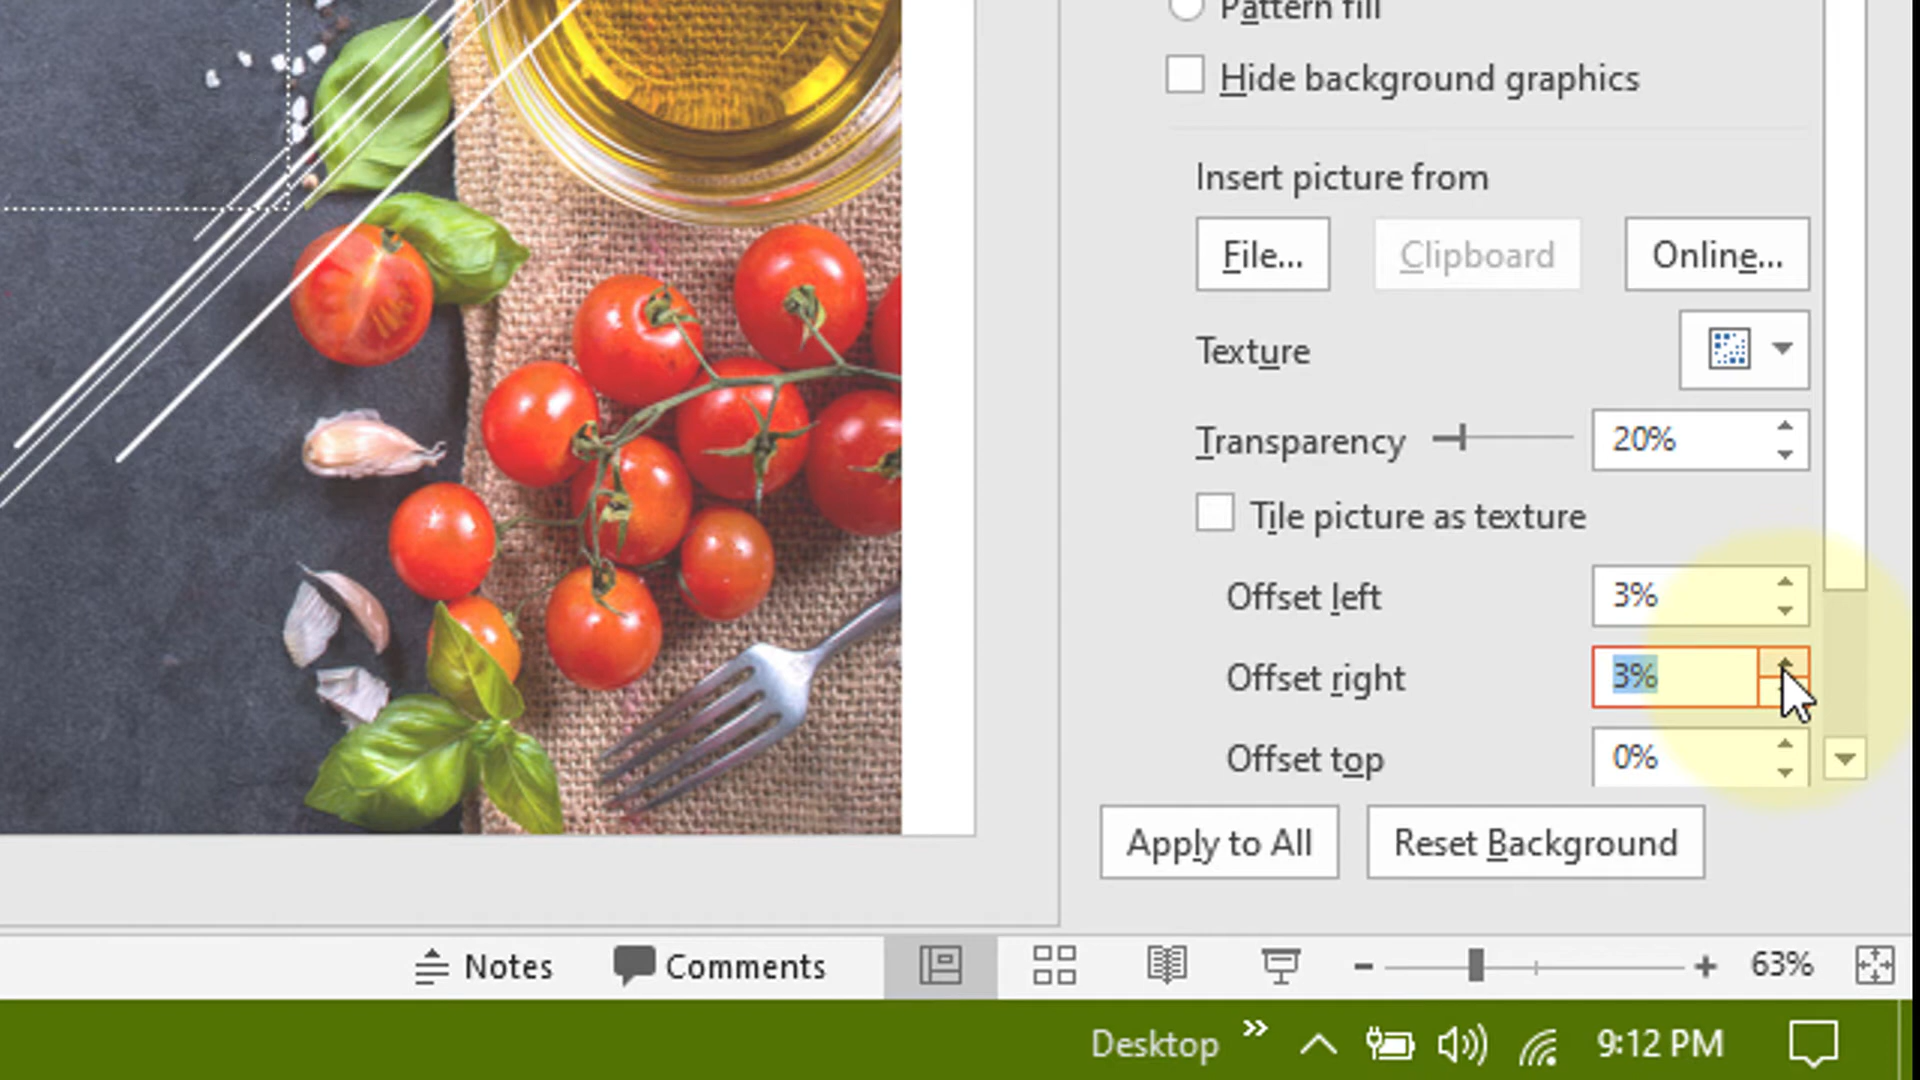 Pattern fill
Hide background graphics
Insert picture from
File... Clipboard Online...
Texture
Transparency 20%
Tile picture as texture
Offset left 3%
Offset right 3%
Offset top 0%
Apply to All Reset Background
Notes Comments 63%
Desktop 9:12 PM